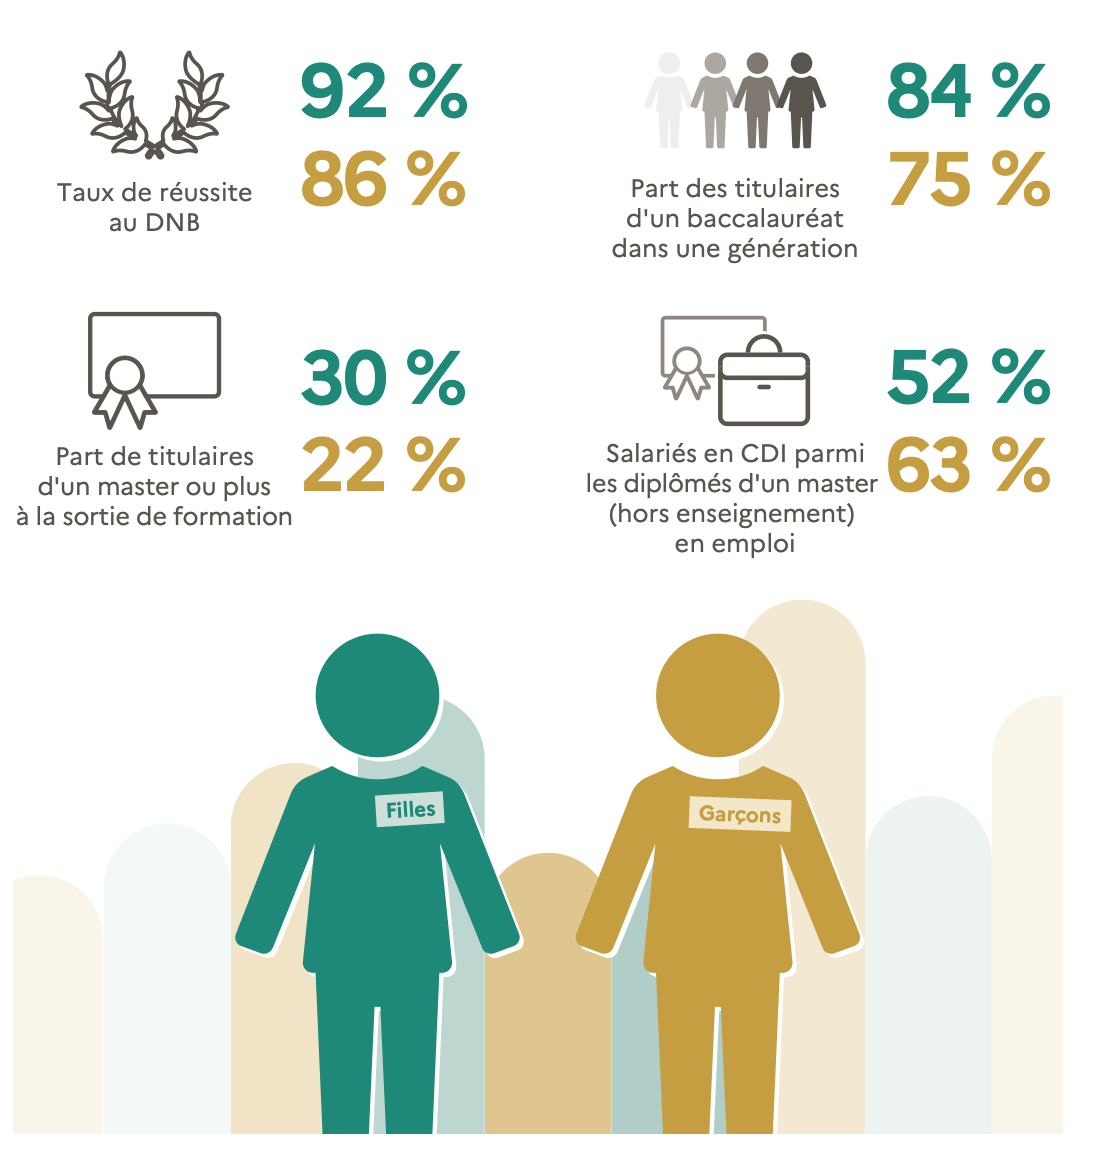 92 %
86 %
Taux de réussite
au DNB
84 %
75 %
Part des titulaires
d'un baccalauréat
dans une génération
30 %
22 %
Part de titulaires
d'un master ou plus
à la sortie de formation
52 %
63 %
Salariés en CDI parmi
les diplômés d'un master
(hors enseignement)
en emploi
Filles
Garçons